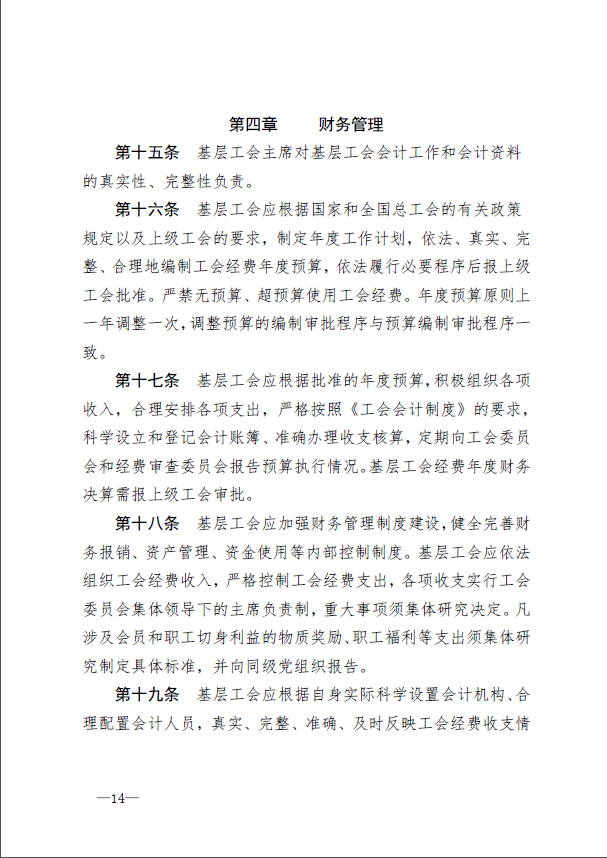 第四章　　财务管理
第十五条　基层工会主席对基层工会会计工作和会计资料
的真实性、完整性负责。
第十六条　基层工会应根据国家和全国总工会的有关政策
规定以及上级工会的要求，制定年度工作计划，依法、真实、完
整、合理地编制工会经费年度预算，依法履行必要程序后报上级
工会批准。严禁无预算、超预算使用工会经费。年度预算原则上
一年调整一次，调整预算的编制审批程序与预算编制审批程序一
致。
第十七条　基层工会应根据批准的年度预算，积极组织各项
收入，合理安排各项支出，严格按照《工会会计制度》的要求，
科学设立和登记会计账簿、准确办理收支核算，定期向工会委员
会和经费审查委员会报告预算执行情况。基层工会经费年度财务
决算需报上级工会审批。
第十八条　基层工会应加强财务管理制度建设，健全完善财
务报销、资产管理、资金使用等内部控制制度。基层工会应依法
组织工会经费收入，严格控制工会经费支出，各项收支实行工会
委员会集体领导下的主席负责制，重大事项须集体研究决定。凡
涉及会员和职工切身利益的物质奖励、职工福利等支出须集体研
究制定具体标准，并向同级党组织报告。
第十九条　基层工会应根据自身实际科学设置会计机构、合
理配置会计人员，真实、完整、准确、及时反映工会经费收支情
—14—